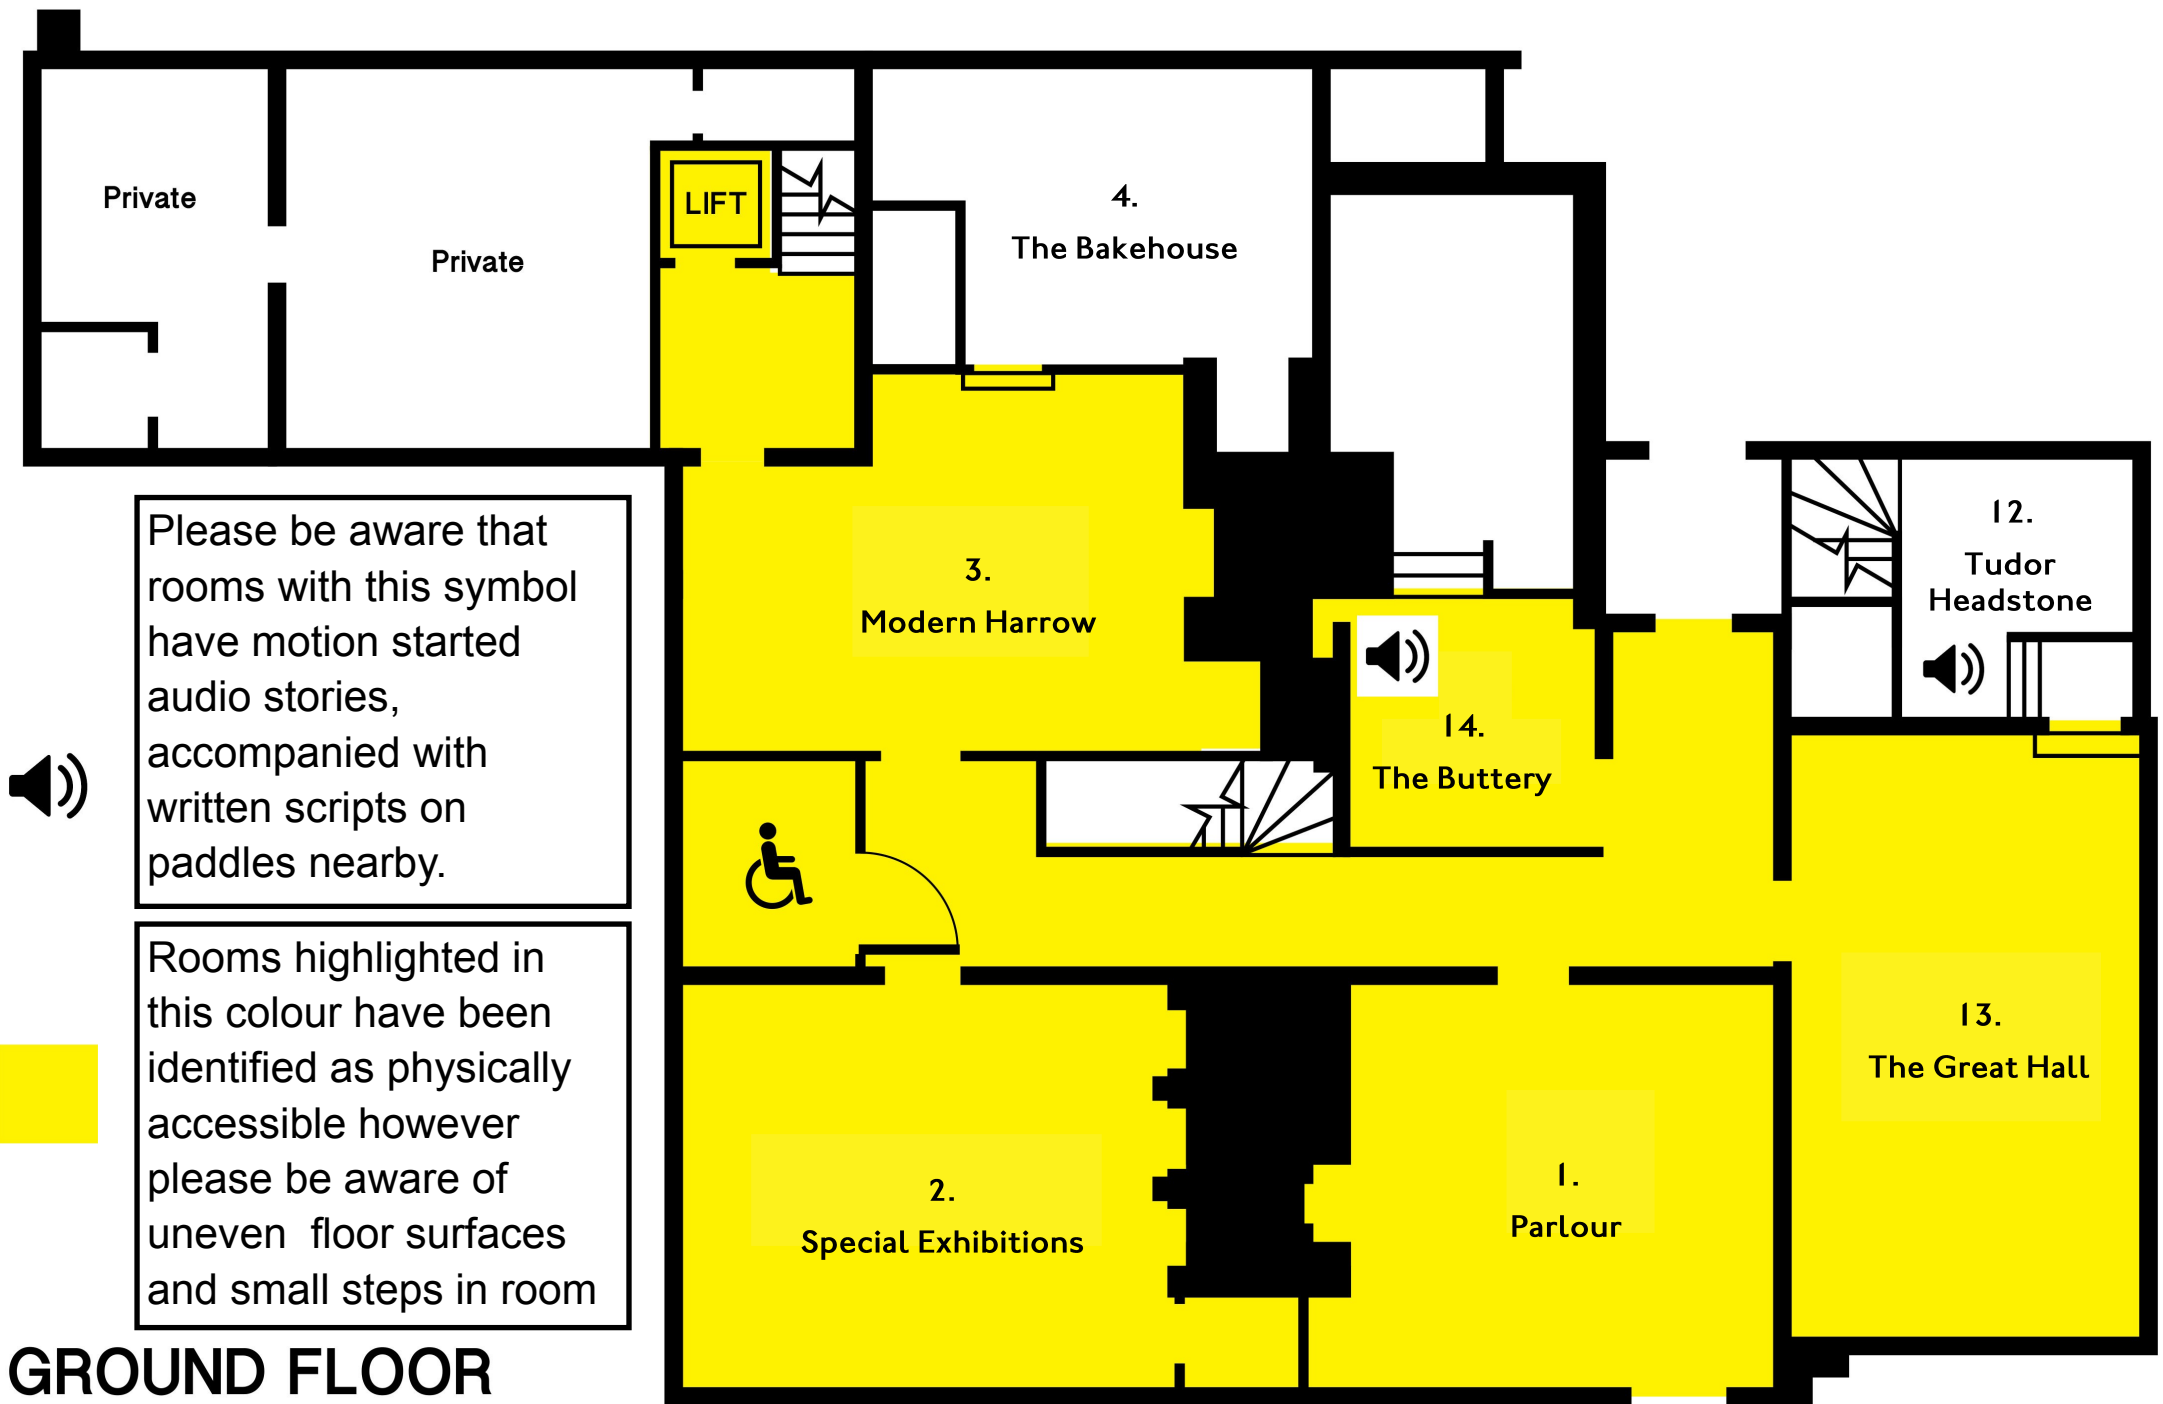 Private
Private
LIFT
4.
The Bakehouse
Please be aware that
rooms with this symbol
have motion started
audio stories,
accompanied with
written scripts on
paddles nearby.
3.
Modern Harrow
12.
Tudor
Headstone
14.
The Buttery
Rooms highlighted in
this colour have been
identified as physically
accessible however
please be aware of
uneven  floor surfaces
and small steps in room
13.
The Great Hall
2.
Special Exhibitions
1.
Parlour
GROUND FLOOR